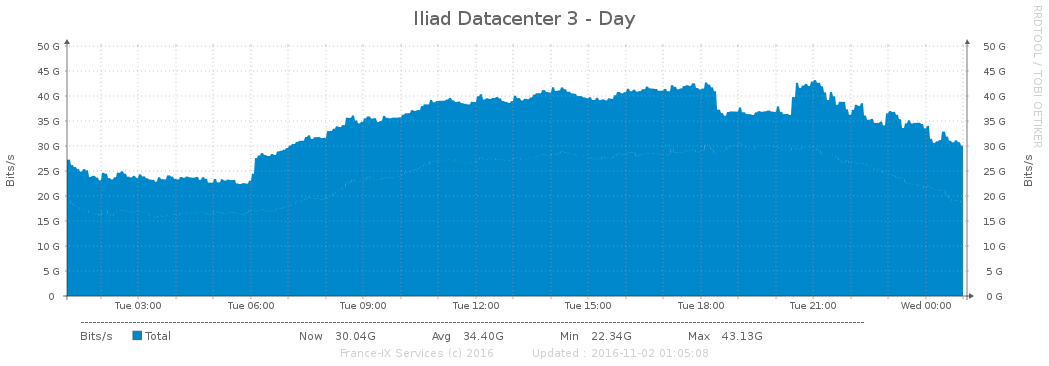 Iliad Datacenter 3 - Day
RRDTOOL / TOBI OETIKER
50 G 50 G
45 G 45 G
40 G 40 G
35 G 35 G
30 G 30 G
25 G 25 G
20 G 20 G
15 G 15 G
10 G 10 G
5 G 5 G
0 0 G
Bits/s
Bits/s
Tue 03:00 Tue 06:00 Tue 09:00 Tue 12:00 Tue 15:00 Tue 18:00 Tue 21:00 Wed 00:00
Bits/s Total Now 30.04G Avg 34.40G Min 22.34G Max 43.13G
France-IX Services (c) 2016 Updated : 2016-11-02 01:05:08